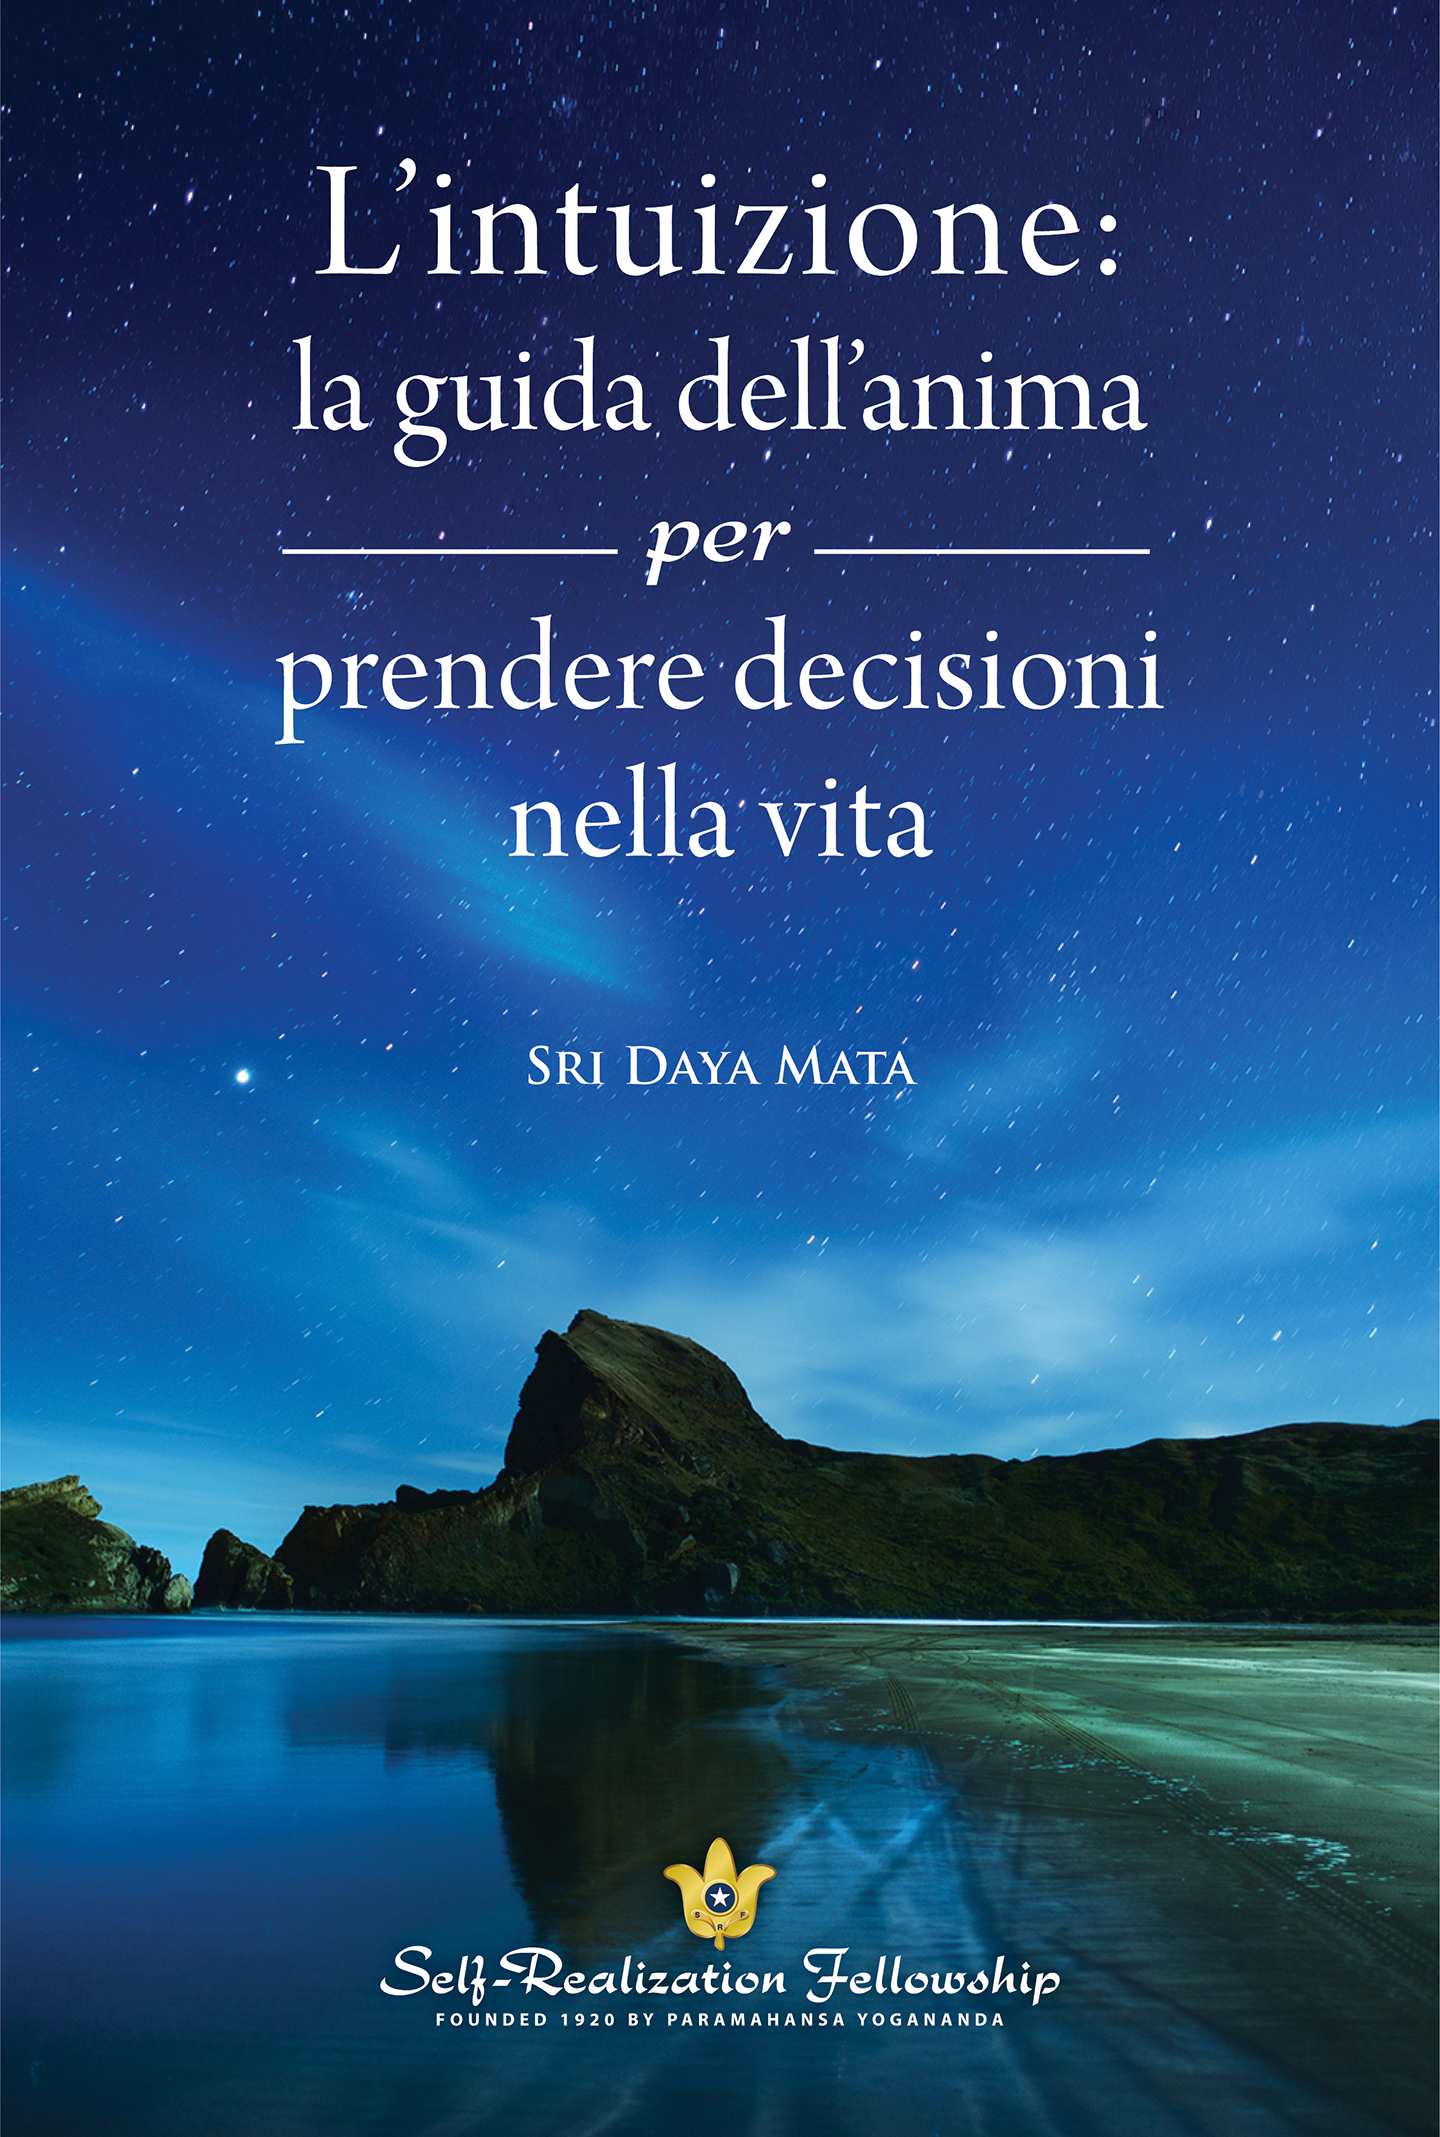 L’intuizione:
la guida dell’anima
per
prendere decisioni
nella vita
SRI DAYA MATA
S R F
Self-Realization Fellowship
FOUNDED 1920 BY PARAMAHANSA YOGANANDA